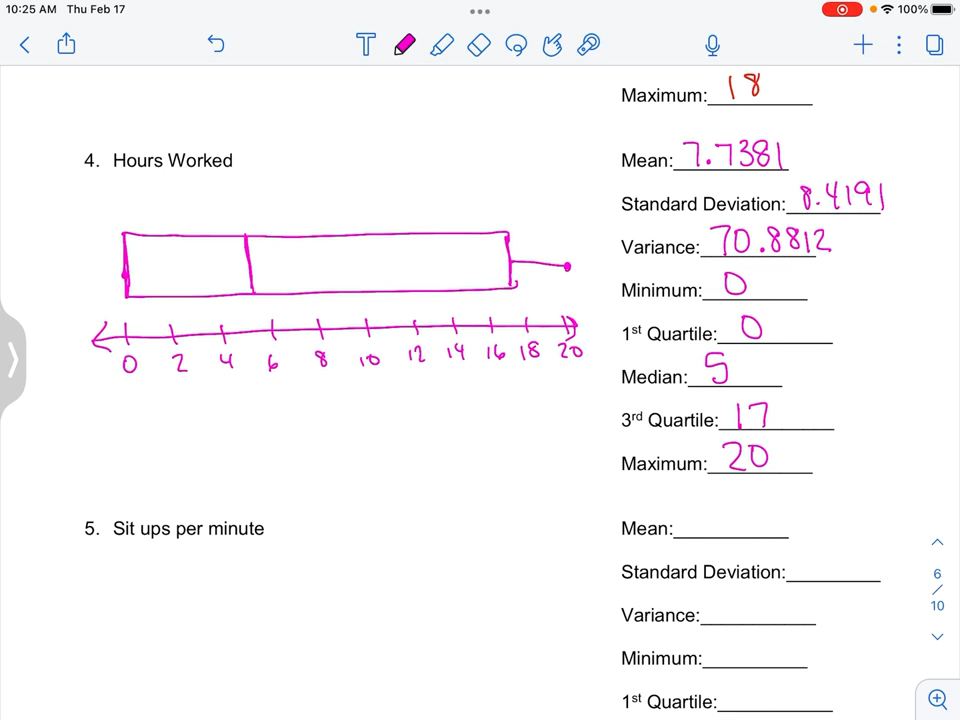 10:25 AM Thu Feb 17
100%
T
Maximum: 18
4. Hours Worked
Mean: 7.7381
Standard Deviation: 8.4191
Variance: 70.8812
Minimum: 0
1st Quartile: 0
0 2 4 6 8 10 12 14 16 18 20
Median: 5
3rd Quartile: 17
Maximum: 20
5. Sit ups per minute
Mean:
Standard Deviation:
Variance:
Minimum:
1st Quartile:
6
/
10